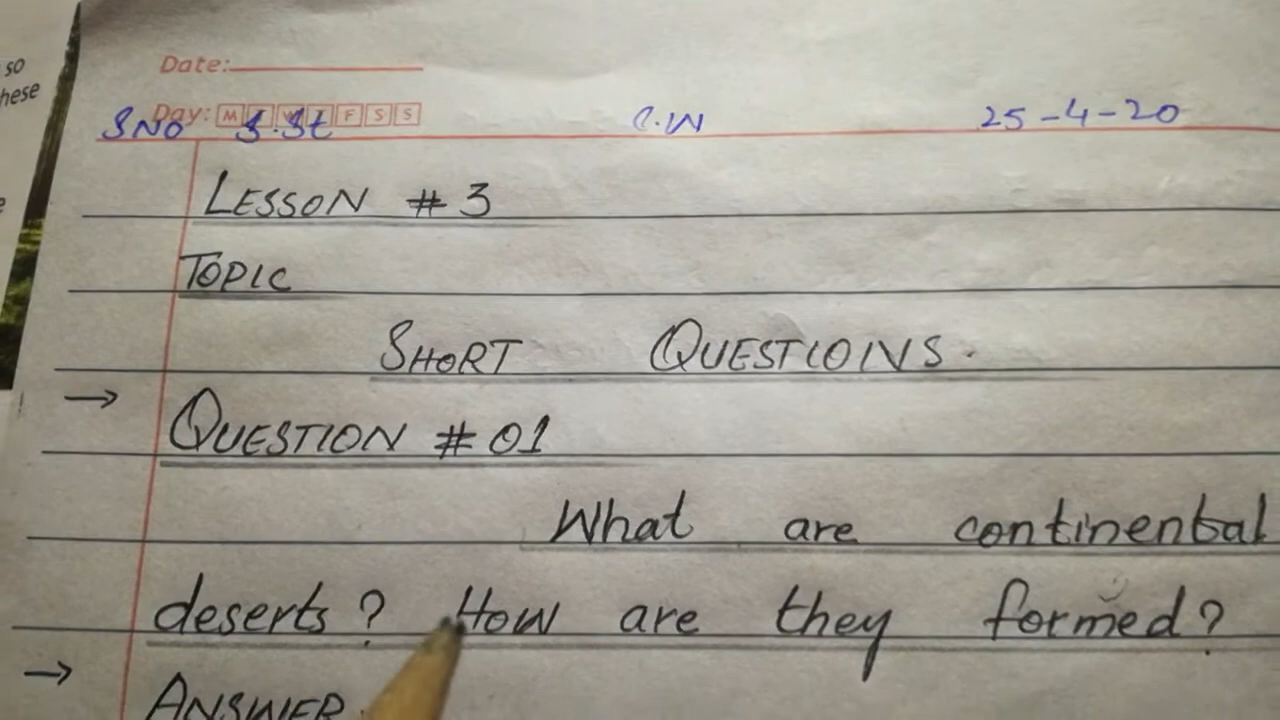 so
hese
Date:
Day: M T W T F S S
SNO S.St C.W 25-4-20
LESSON # 3
TOPIC
SHORT QUESTIONS.
→ QUESTION # 01
What are continental
deserts? How are they formed?
→ ANSWER.